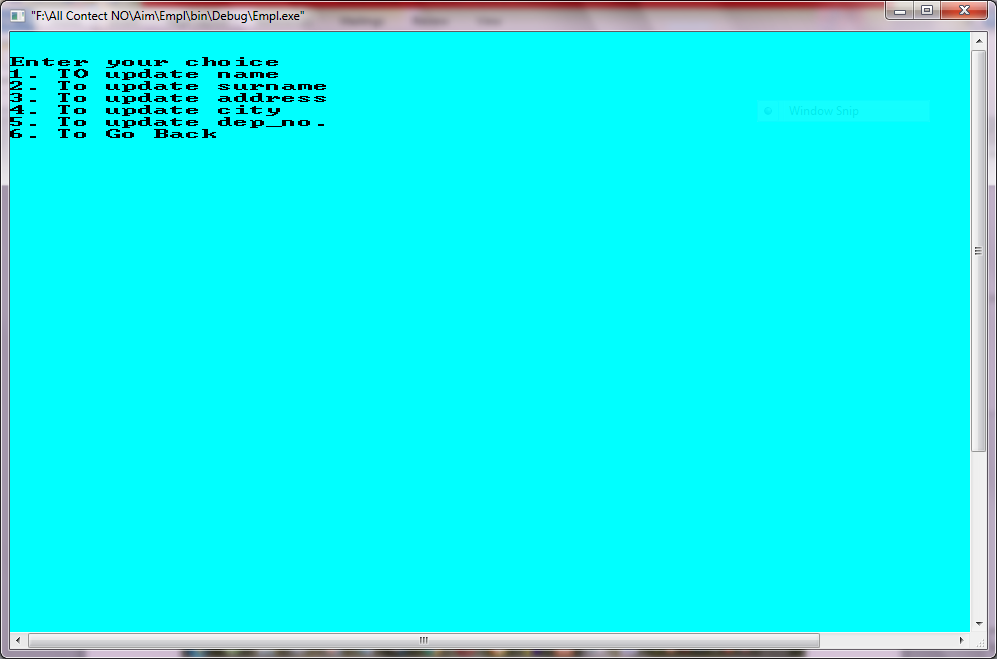 "F:\All Contect NO\Aim\Empl\bin\Debug\Empl.exe"
Enter your choice
1. TO update name
2. To update surname
3. To update address
4. To update city
5. To update dep_no.
6. To Go Back
Window Snip